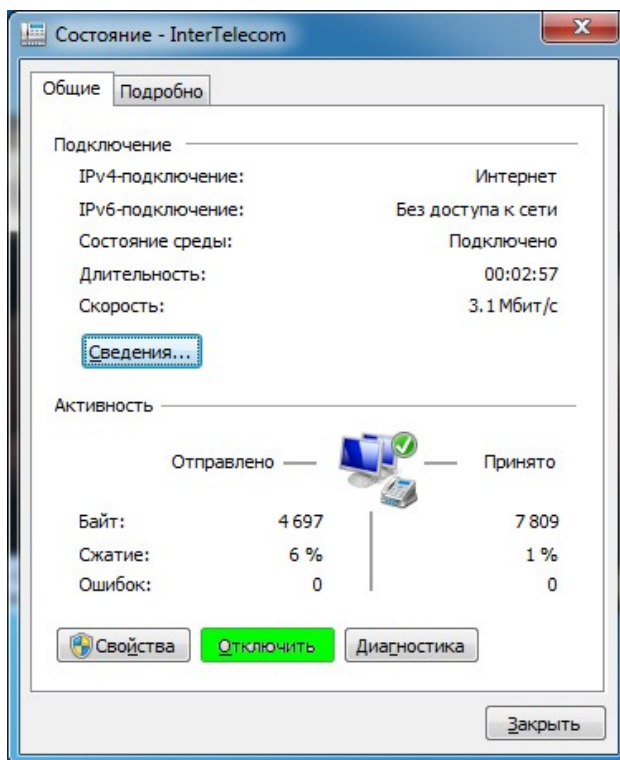 Состояние - InterTelecom
Общие Подробно
Подключение
IPv4-подключение: Интернет
IPv6-подключение: Без доступа к сети
Состояние среды: Подключено
Длительность: 00:02:57
Скорость: 3.1 Мбит/с
Сведения...
Активность
Отправлено Принято
Байт: 4 697 7 809
Сжатие: 6 % 1 %
Ошибок: 0 0
Свойства Отключить Диагностика
Закрыть